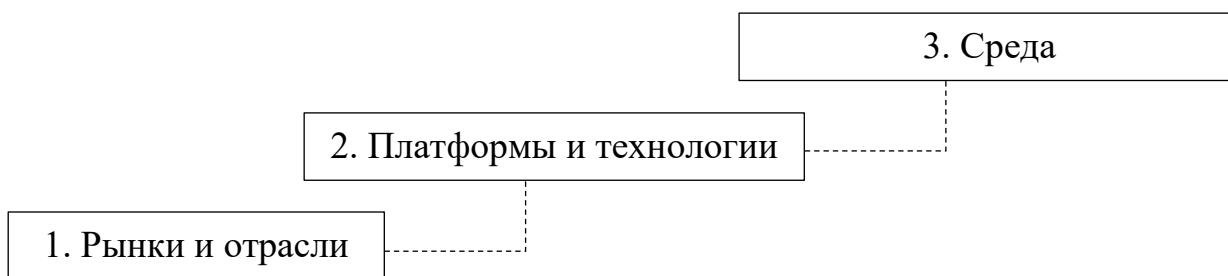 3. Среда
2. Платформы и технологии
1. Рынки и отрасли